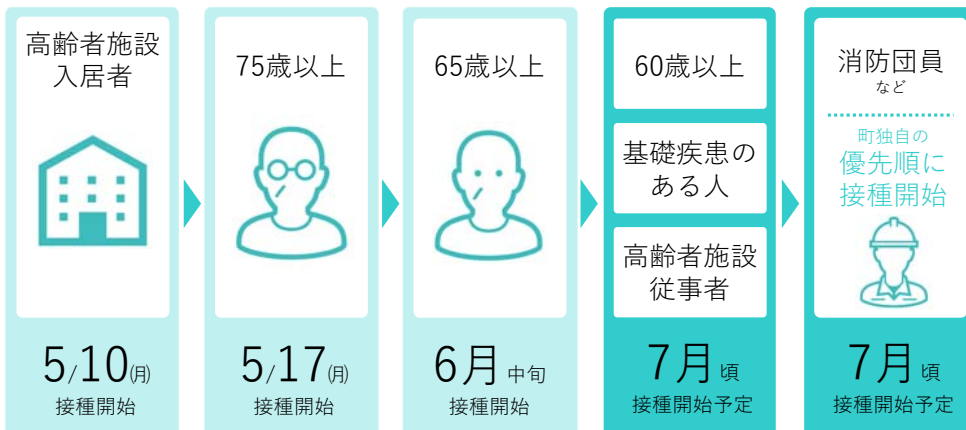 高齢者施設
入居者
5/10(月)
接種開始
75歳以上
5/17(月)
接種開始
65歳以上
6月 中旬
接種開始
60歳以上
基礎疾患の
ある人
高齢者施設
従事者
7月 頃
接種開始予定
消防団員
など
町独自の
優先順に
接種開始
7月 頃
接種開始予定